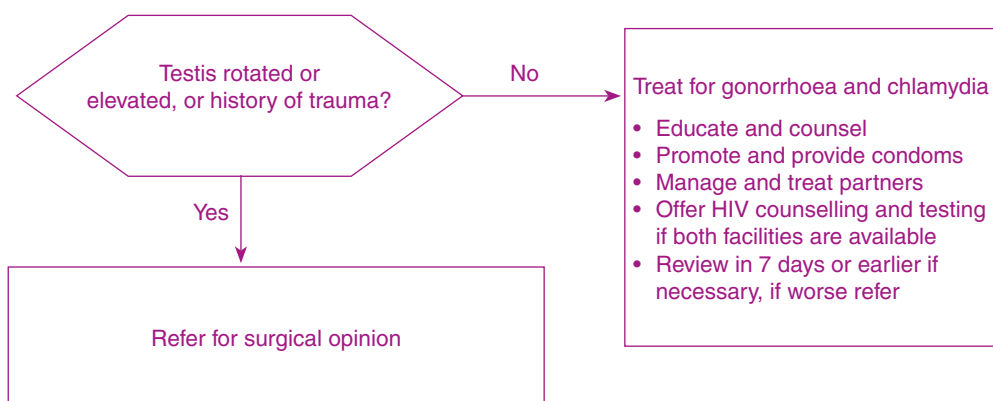 Testis rotated or
elevated, or history of trauma?
No
Yes
Refer for surgical opinion
Treat for gonorrhoea and chlamydia
• Educate and counsel
• Promote and provide condoms
• Manage and treat partners
• Offer HIV counselling and testing
if both facilities are available
• Review in 7 days or earlier if
necessary, if worse refer